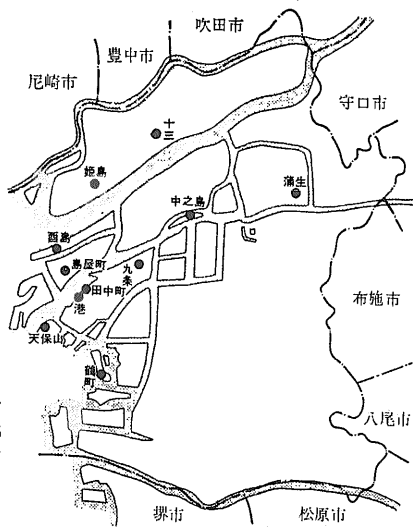 吹田市
豊中市
尼崎市
守口市
十三
姫島
蒲生
中之島
酉島
島屋町
九条
田中町
港
天保山
鶴町
布施市
八尾市
堺市
松原市